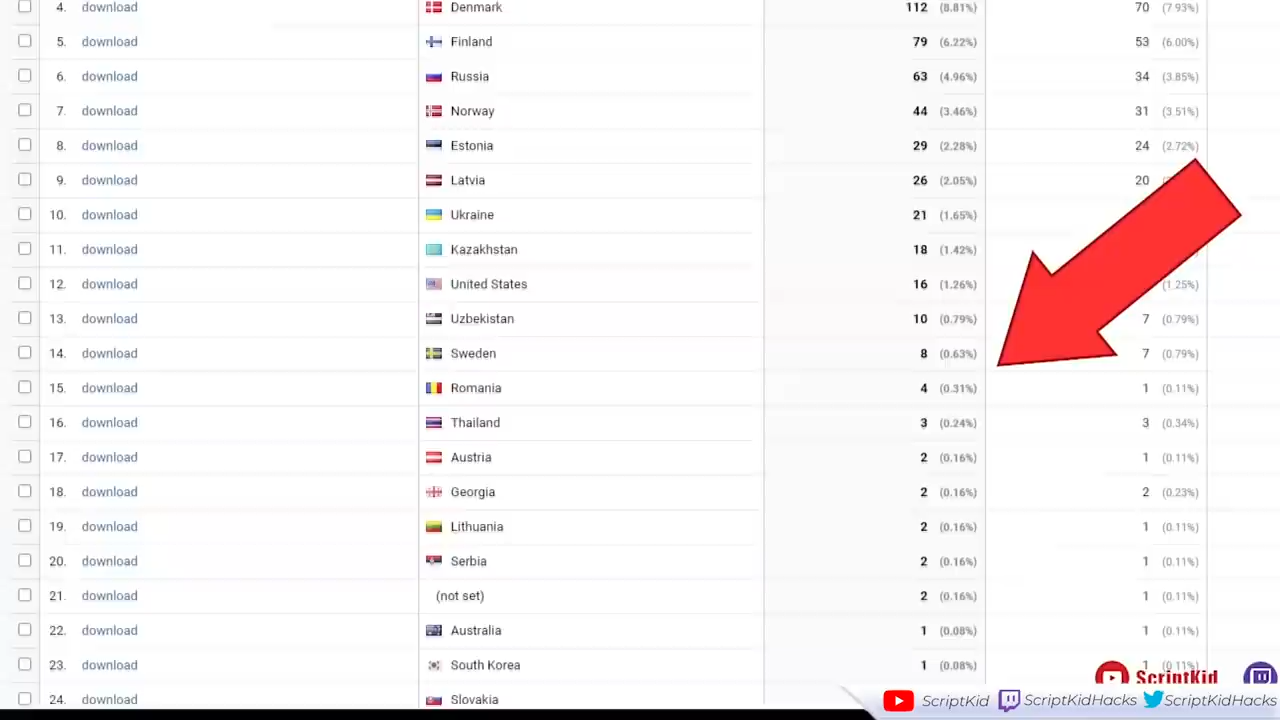 4. download Denmark 112 (8.81%) 70 (7.93%)
5. download Finland 79 (6.22%) 53 (6.00%)
6. download Russia 63 (4.96%) 34 (3.85%)
7. download Norway 44 (3.46%) 31 (3.51%)
8. download Estonia 29 (2.28%) 24 (2.72%)
9. download Latvia 26 (2.05%) 20
10. download Ukraine 21 (1.65%)
11. download Kazakhstan 18 (1.42%)
12. download United States 16 (1.26%) (1.25%)
13. download Uzbekistan 10 (0.79%) 7 (0.79%)
14. download Sweden 8 (0.63%) 7 (0.79%)
15. download Romania 4 (0.31%) 1 (0.11%)
16. download Thailand 3 (0.24%) 3 (0.34%)
17. download Austria 2 (0.16%) 1 (0.11%)
18. download Georgia 2 (0.16%) 2 (0.23%)
19. download Lithuania 2 (0.16%) 1 (0.11%)
20. download Serbia 2 (0.16%) 1 (0.11%)
21. download (not set) 2 (0.16%) 1 (0.11%)
22. download Australia 1 (0.08%) 1 (0.11%)
23. download South Korea 1 (0.08%) 1 (0.11%)
ScriptKid
24. download Slovakia
ScriptKid ScriptKidHacks ScriptKidHacks